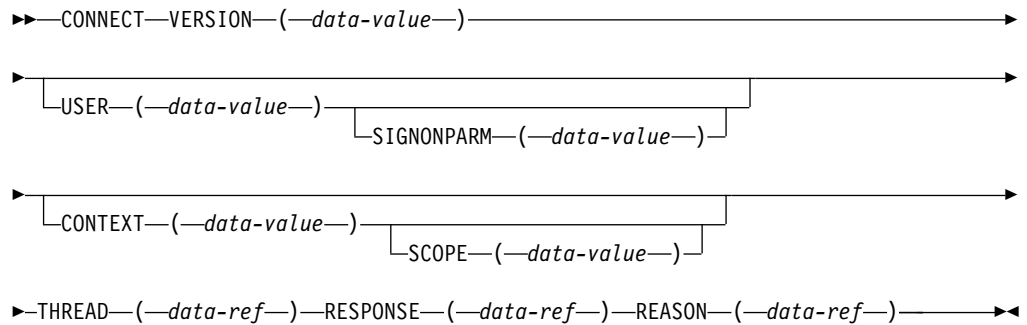 CONNECT VERSION ( data-value )
USER ( data-value )
SIGNONPARM ( data-value )
CONTEXT ( data-value )
SCOPE ( data-value )
THREAD ( data-ref ) RESPONSE ( data-ref ) REASON ( data-ref )